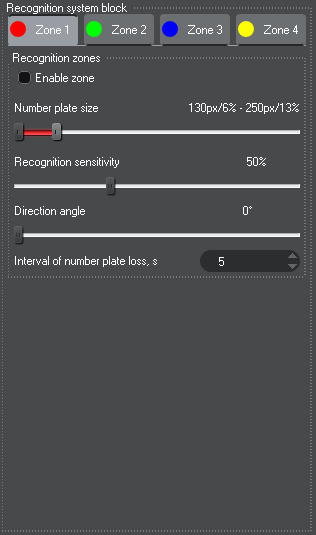 Recognition system block
Zone 1 Zone 2 Zone 3 Zone 4
Recognition zones
Enable zone
Number plate size 130px/6% - 250px/13%
Recognition sensitivity 50%
Direction angle 0°
Interval of number plate loss, s 5